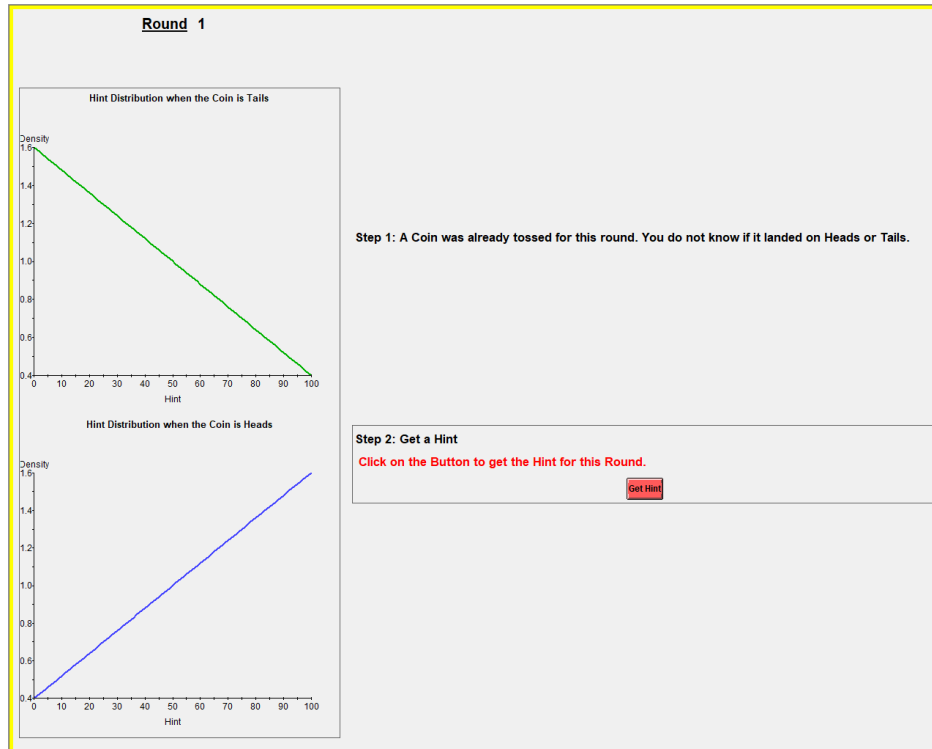 Round 1
Hint Distribution when the Coin is Tails
Density
1.6
1.4
1.2
1.0
0.8
0.6
0.4
0 10 20 30 40 50 60 70 80 90 100
Hint
Step 1: A Coin was already tossed for this round. You do not know if it landed on Heads or Tails.
Hint Distribution when the Coin is Heads
Density
1.6
1.4
1.2
1.0
0.8
0.6
0.4
0 10 20 30 40 50 60 70 80 90 100
Hint
Step 2: Get a Hint
Click on the Button to get the Hint for this Round.
Get Hint